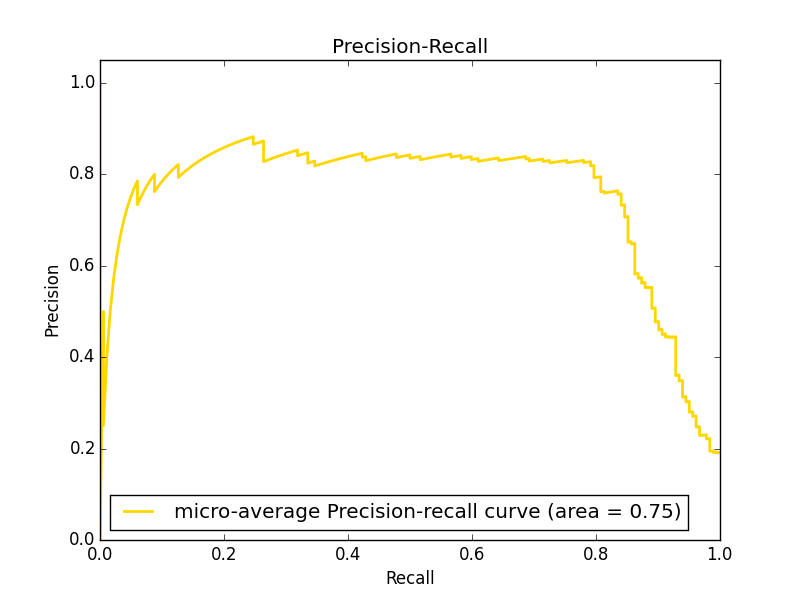 Precision-Recall
1.0
0.8
0.6
0.4
0.2
0.0
Precision
micro-average Precision-recall curve (area = 0.75)
0.0 0.2 0.4 0.6 0.8 1.0
Recall